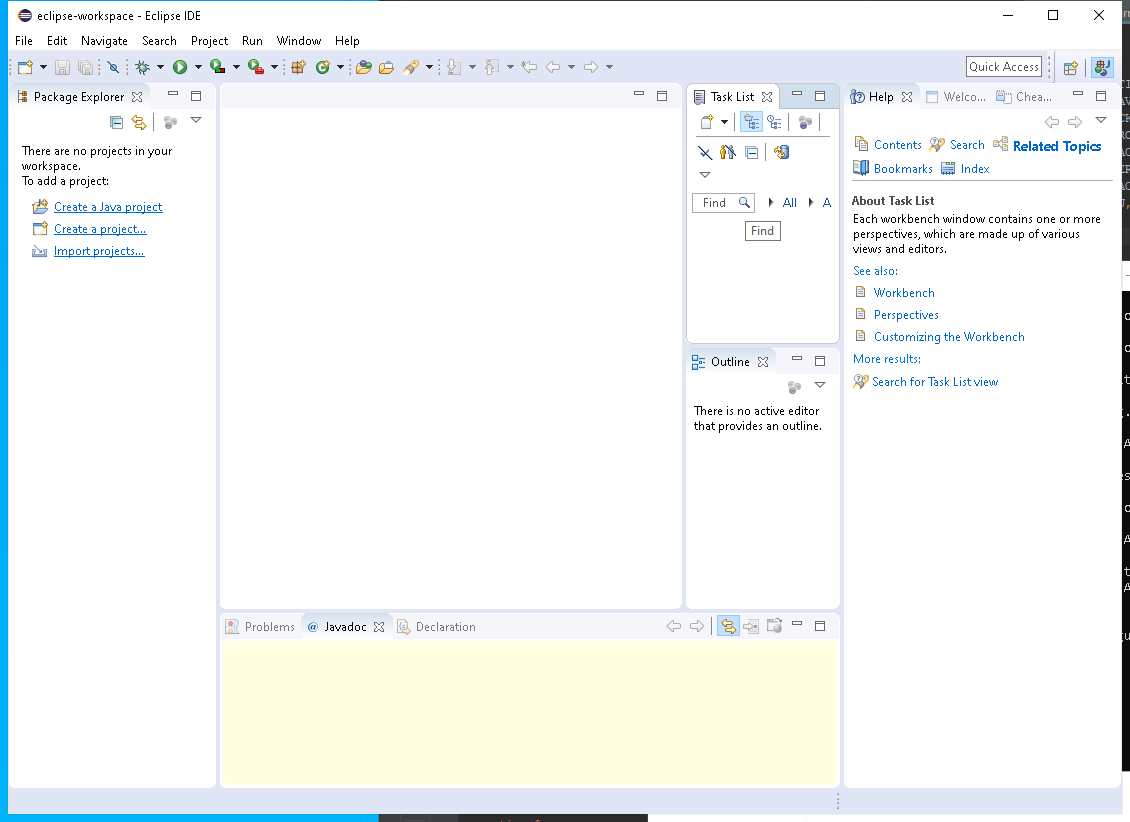 eclipse-workspace - Eclipse IDE
File Edit Navigate Search Project Run Window Help
Quick Access
Package Explorer
There are no projects in your
workspace.
To add a project:
Create a Java project
Create a project...
Import projects...
Task List
Find
All
A
Find
Outline
There is no active editor
that provides an outline.
Help Welco... Chea...
Contents Search Related Topics
Bookmarks Index
About Task List
Each workbench window contains one or more
perspectives, which are made up of various
views and editors.
See also:
Workbench
Perspectives
Customizing the Workbench
More results:
Search for Task List view
Problems @ Javadoc Declaration